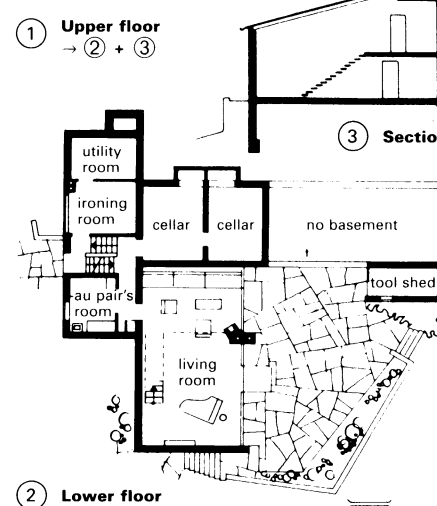 1 Upper floor
→ 2 + 3
3 Sectio
utility
room
ironing
room
cellar
cellar
no basement
tool shed
au pair's
room
living
room
2 Lower floor